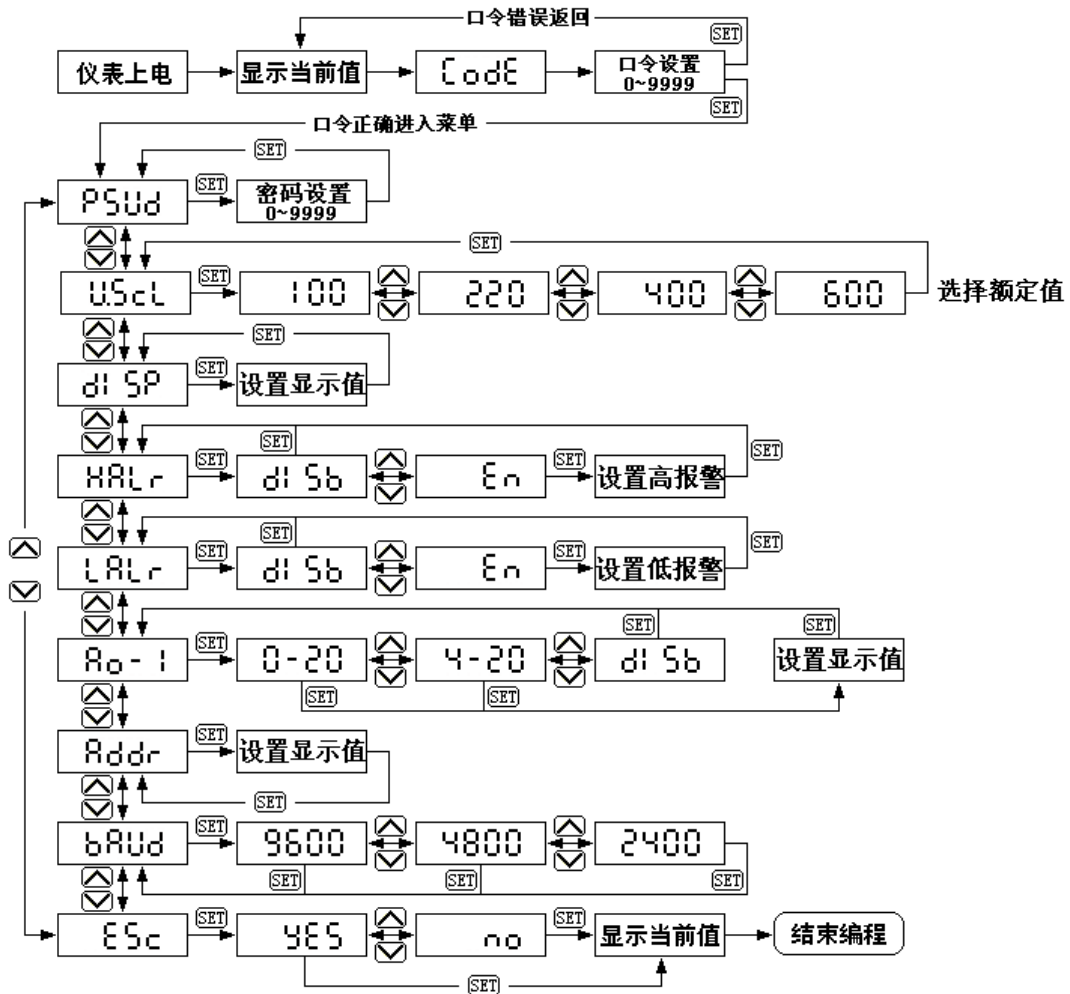 口令错误返回
SET
仪表上电
显示当前值
CodE
口令设置
0~9999
SET
口令正确进入菜单
SET
PSUd
SET
密码设置
0~9999
SET
U.ScL
SET
100
220
400
600
选择额定值
SET
dISP
SET
设置显示值
SET
HALr
SET
dISb
En
SET
设置高报警
SET
SET
LALr
SET
dISb
En
SET
设置低报警
SET
SET
SET
Ao-1
SET
0-20
4-20
dISb
设置显示值
SET
SET
Addr
SET
设置显示值
SET
bAUd
SET
9600
4800
2400
SET
SET
SET
ESc
SET
YES
no
SET
显示当前值
结束编程
SET